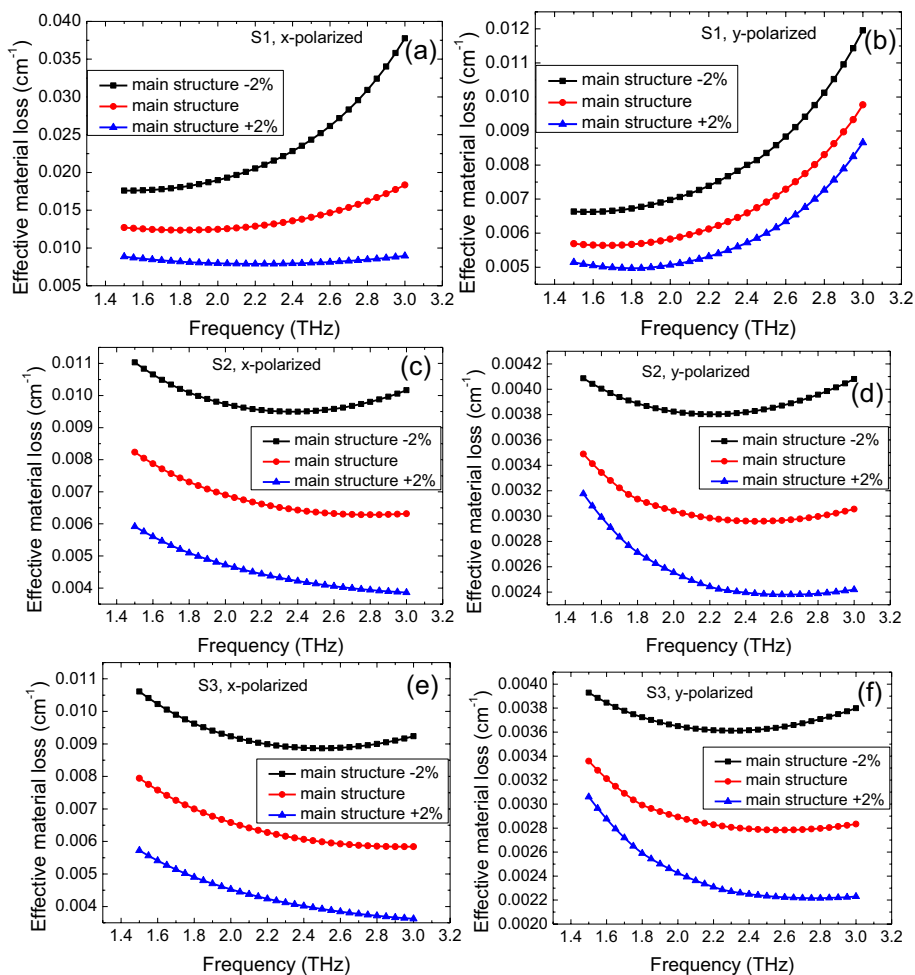 S1, x-polarized
(a)
main structure -2%
main structure
main structure +2%
Effective material loss (cm⁻¹)
0.040
0.035
0.030
0.025
0.020
0.015
0.010
0.005
1.4 1.6 1.8 2.0 2.2 2.4 2.6 2.8 3.0 3.2
Frequency (THz)
S1, y-polarized
(b)
main structure -2%
main structure
main structure +2%
Effective material loss (cm⁻¹)
0.012
0.011
0.010
0.009
0.008
0.007
0.006
0.005
1.4 1.6 1.8 2.0 2.2 2.4 2.6 2.8 3.0 3.2
Frequency (THz)
S2, x-polarized
(c)
main structure -2%
main structure
main structure +2%
Effective material loss (cm⁻¹)
0.011
0.010
0.009
0.008
0.007
0.006
0.005
0.004
1.4 1.6 1.8 2.0 2.2 2.4 2.6 2.8 3.0 3.2
Frequency (THz)
S2, y-polarized
(d)
main structure -2%
main structure
main structure +2%
Effective material loss (cm⁻¹)
0.0042
0.0040
0.0038
0.0036
0.0034
0.0032
0.0030
0.0028
0.0026
0.0024
1.4 1.6 1.8 2.0 2.2 2.4 2.6 2.8 3.0 3.2
Frequency (THz)
S3, x-polarized
(e)
main structure -2%
main structure
main structure +2%
Effective material loss (cm⁻¹)
0.011
0.010
0.009
0.008
0.007
0.006
0.005
0.004
1.4 1.6 1.8 2.0 2.2 2.4 2.6 2.8 3.0 3.2
Frequency (THz)
S3, y-polarized
(f)
main structure -2%
main structure
main structure +2%
Effective material loss (cm⁻¹)
0.0040
0.0038
0.0036
0.0034
0.0032
0.0030
0.0028
0.0026
0.0024
0.0022
0.0020
1.4 1.6 1.8 2.0 2.2 2.4 2.6 2.8 3.0 3.2
Frequency (THz)